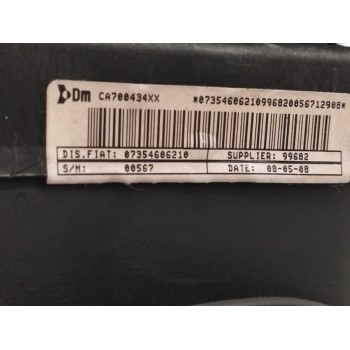 Dm CA700434XX *07354606210996820056712908*
DIS.FIAT: 07354606210 SUPPLIER: 99682
S/N: 00567 DATE: 08-05-08